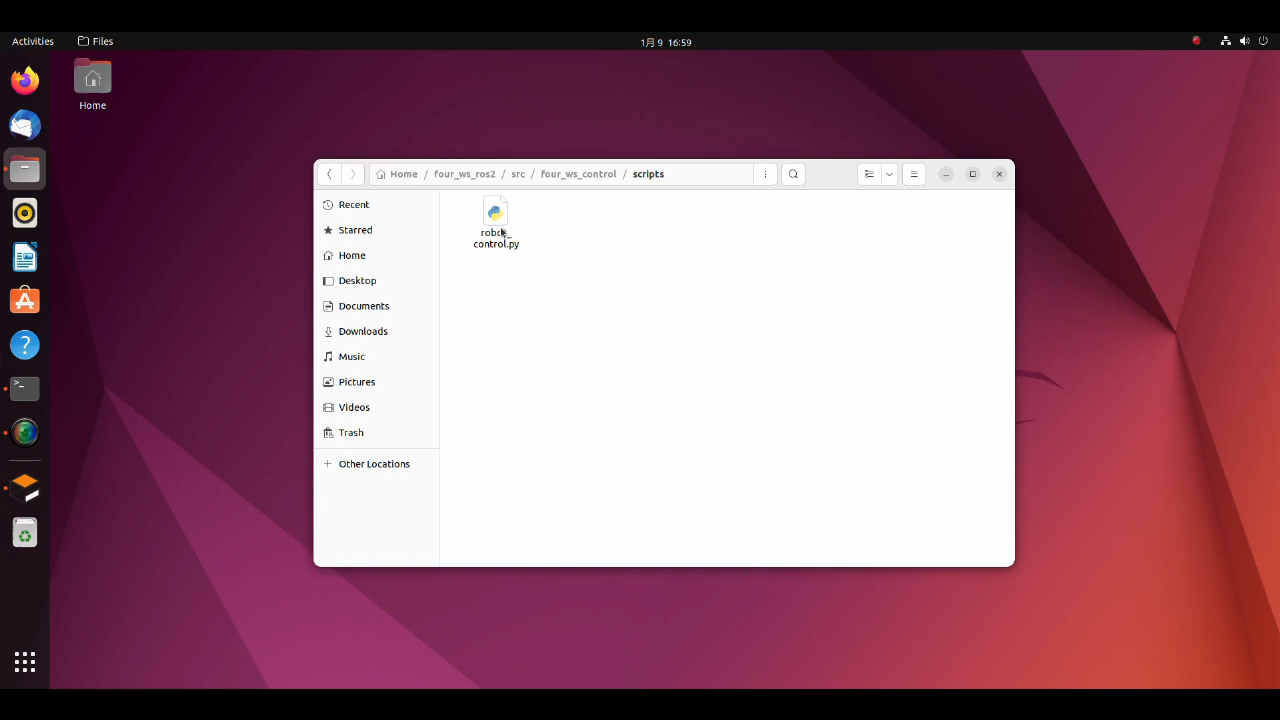 Activities
Files
1月 9 16:59
Home
Home / four_ws_ros2 / src / four_ws_control / scripts
Recent
Starred
Home
Desktop
Documents
Downloads
Music
Pictures
Videos
Trash
Other Locations
control.py